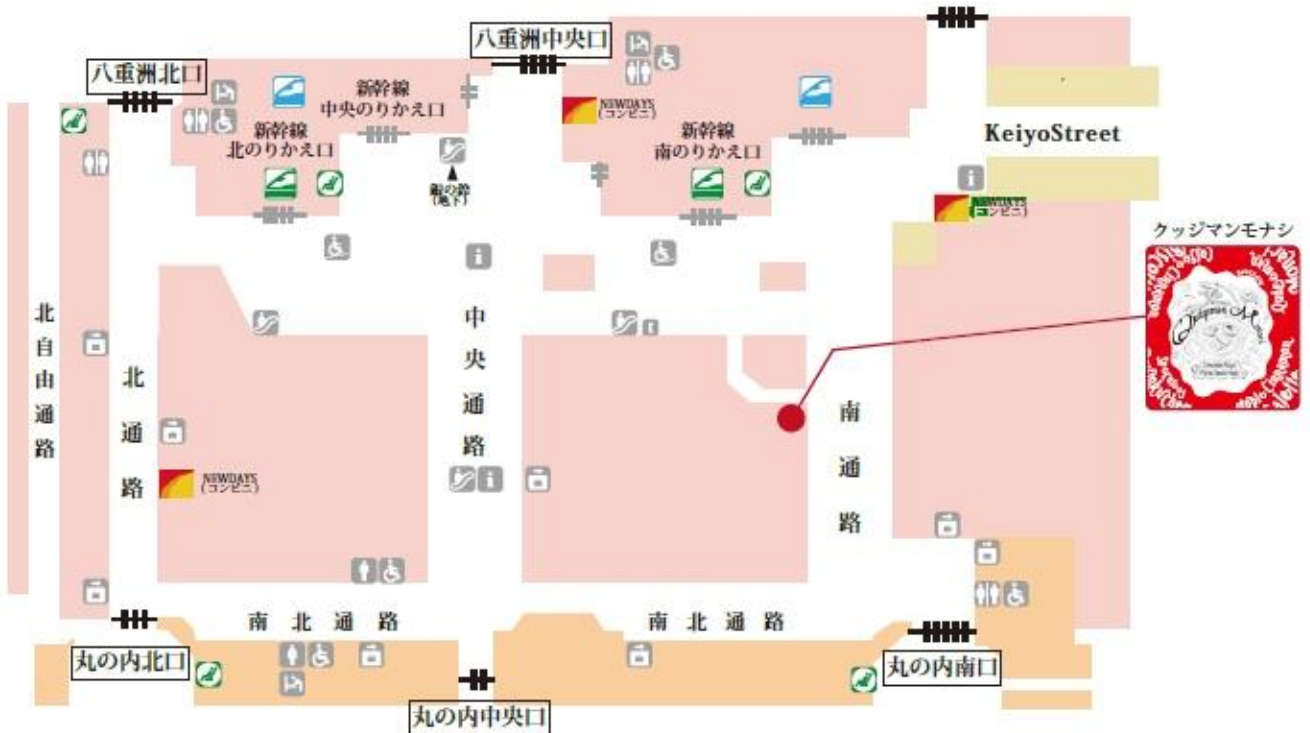 八重洲中央口
八重洲北口
新幹線
中央のりかえ口
新幹線
北のりかえ口
NEWDAYS
(コンビニ)
新幹線
南のりかえ口
KeiyoStreet
銀の鈴
(地下)
NEWDAYS
(コンビニ)
クッジマンモナシ
北自由通路
北通路
中央通路
南通路
NEWDAYS
(コンビニ)
南北通路
南北通路
丸の内北口
丸の内中央口
丸の内南口